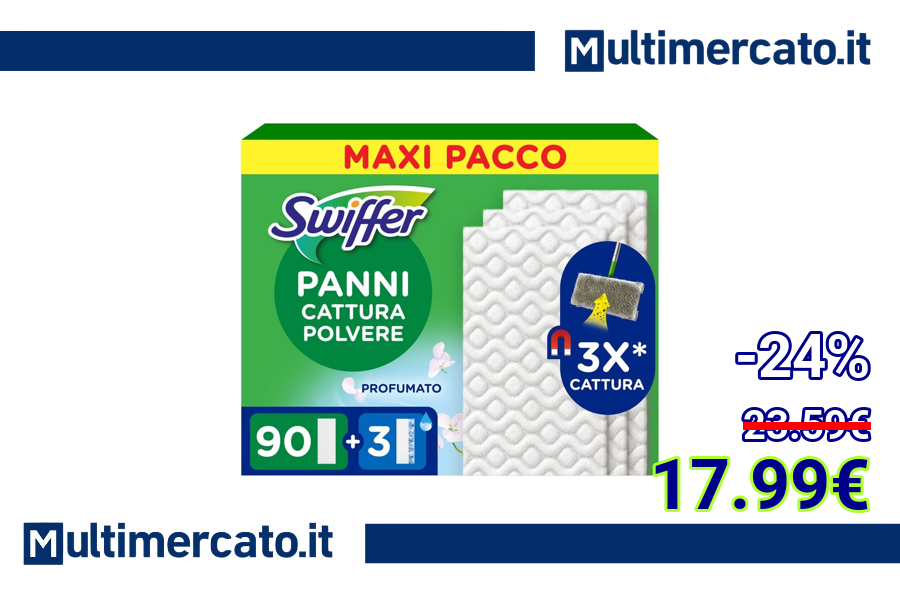 Multimercato.it
MAXI PACCO
Swiffer
PANNI
CATTURA
POLVERE
PROFUMATO
3X*
CATTURA
90 + 3
-24%
23.59€
17.99€
Multimercato.it